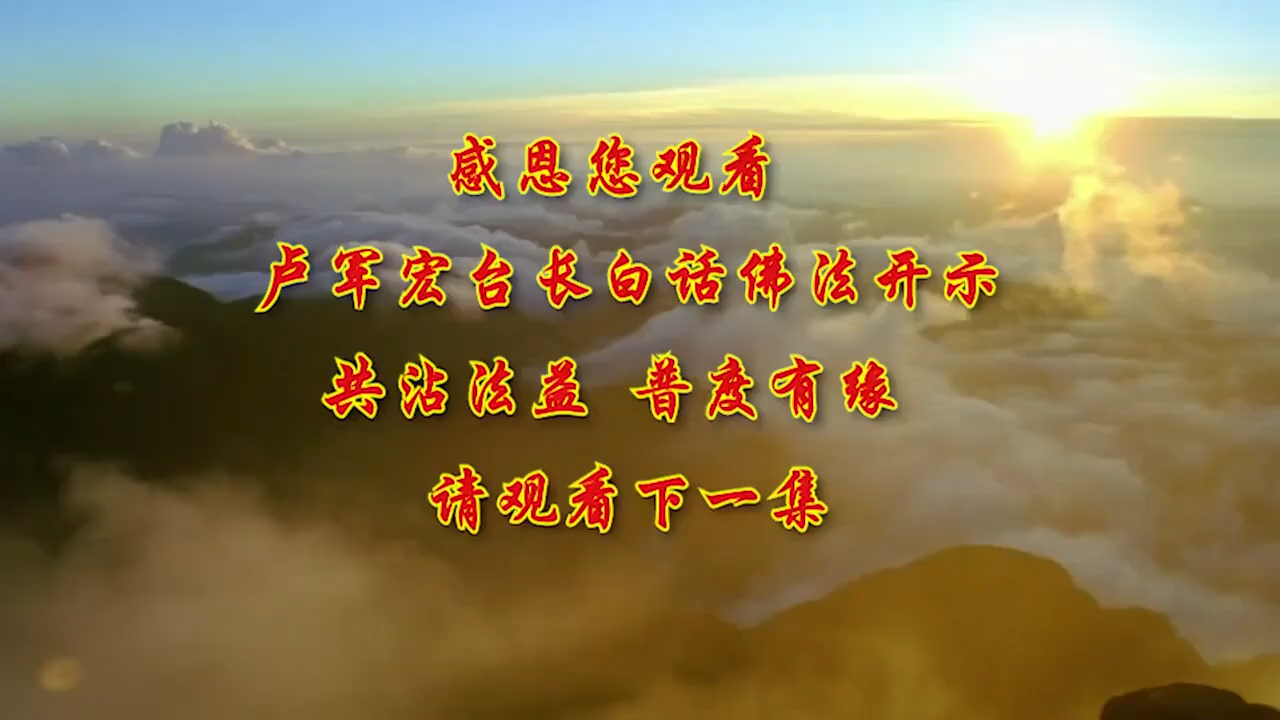 感恩您观看
卢军宏台长白话佛法开示
共沾法益 普度有缘
请观看下一集